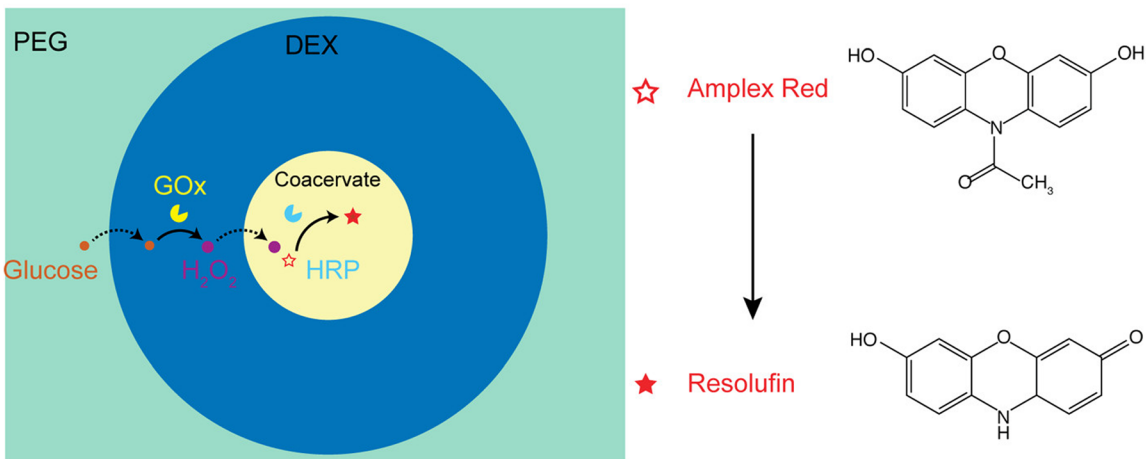 PEG
DEX
Coacervate
GOx
Glucose
H2O2
HRP
Amplex Red
HO
O
OH
N
O
CH3
Resolufin
HO
O
O
N
H